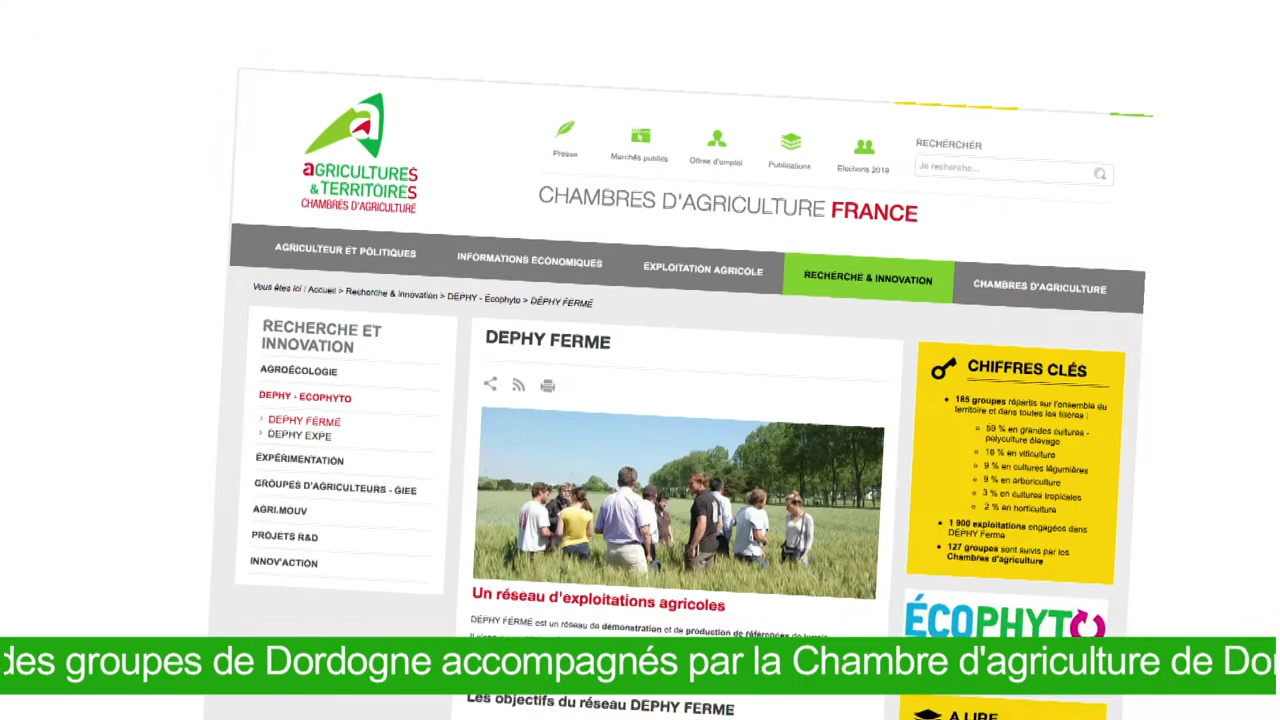 aGRICULTURES
& TERRITOIRES
CHAMBRES D'AGRICULTURE
Presse
Marchés publics
Offres d'emploi
Publications
Elections 2019
RECHERCHER
Je recherche...
CHAMBRES D'AGRICULTURE FRANCE
AGRICULTEUR ET POLITIQUES
INFORMATIONS ÉCONOMIQUES
EXPLOITATION AGRICOLE
RECHERCHE & INNOVATION
CHAMBRES D'AGRICULTURE
Vous êtes ici : Accueil > Recherche & Innovation > DEPHY - Ecophyto > DEPHY FERME
RECHERCHE ET
INNOVATION
AGROÉCOLOGIE
DEPHY - ECOPHYTO
DEPHY FERME
DEPHY EXPE
EXPÉRIMENTATION
GROUPES D'AGRICULTEURS - GIEE
AGRI.MOUV
PROJETS R&D
INNOV'ACTION
DEPHY FERME
Un réseau d'exploitations agricoles
DEPHY FERME est un réseau de démonstration et de production de références de
Les objectifs du réseau DEPHY FERME
CHIFFRES CLÉS
185 groupes répartis sur l'ensemble du
territoire et dans toutes les filières :
59 % en grandes cultures -
polyculture élevage
18 % en viticulture
9 % en cultures légumières
9 % en arboriculture
3 % en cultures tropicales
2 % en horticulture
1 900 exploitations engagées dans
DEPHY Ferme
127 groupes sont suivis par les
Chambres d'agriculture
ÉCOPHYTO
A LIRE
des groupes de Dordogne accompagnés par la Chambre d'agriculture de Do